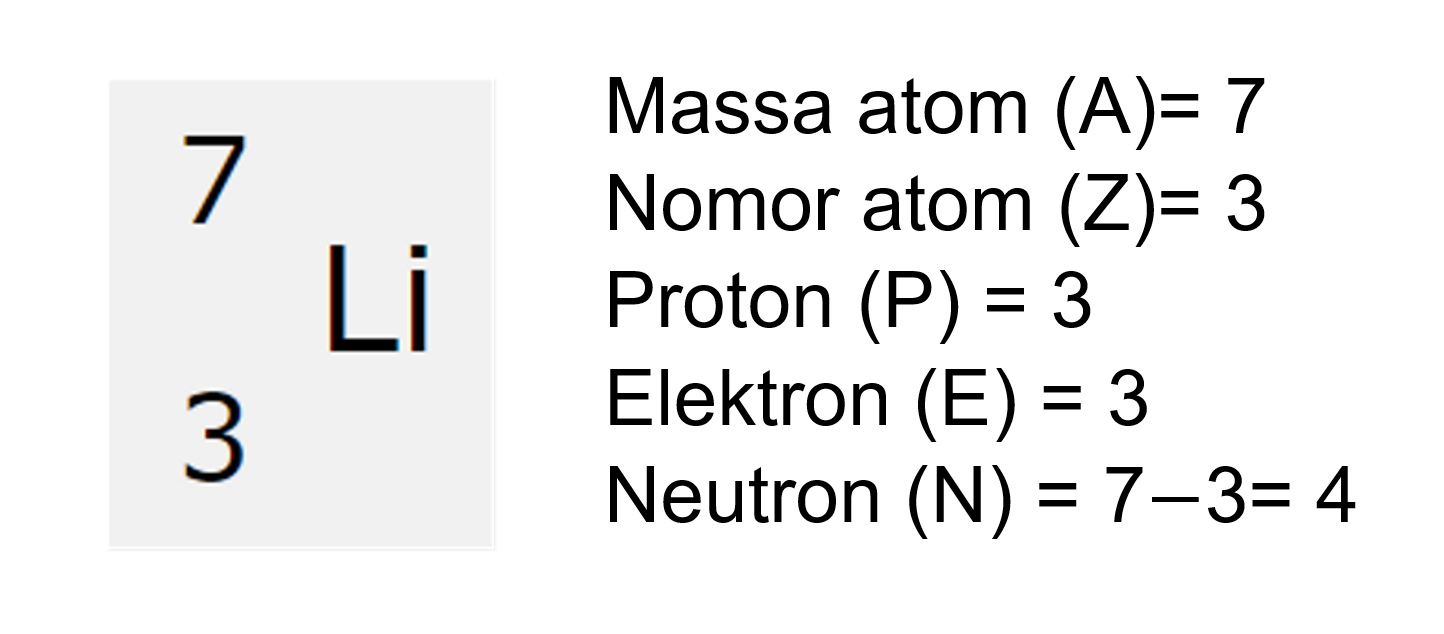 7
Li
3
Massa atom (A)= 7
Nomor atom (Z)= 3
Proton (P) = 3
Elektron (E) = 3
Neutron (N) = 7–3= 4